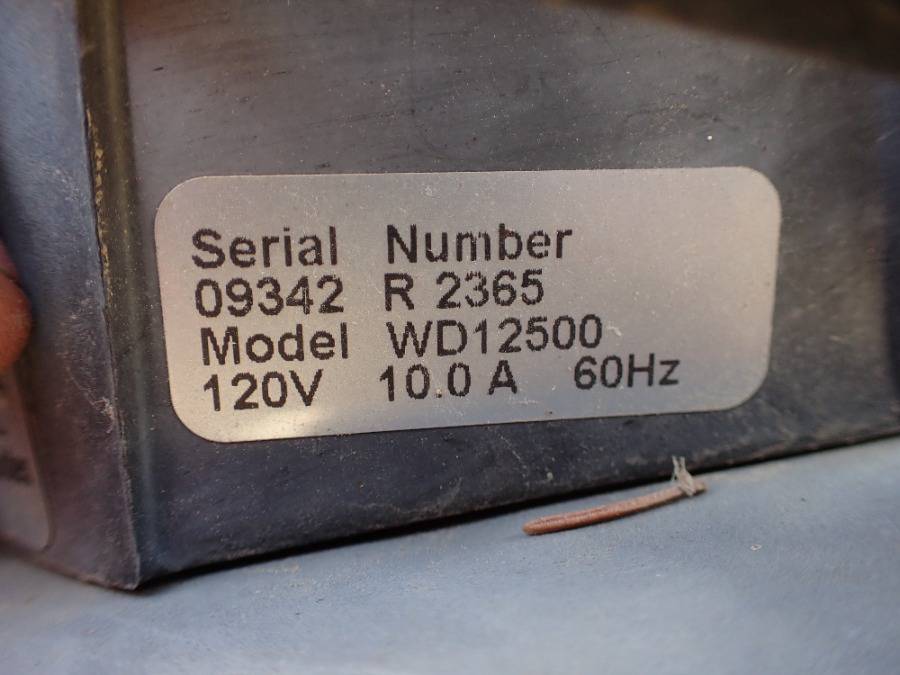 Serial Number
09342 R 2365
Model WD12500
120V 10.0 A 60Hz